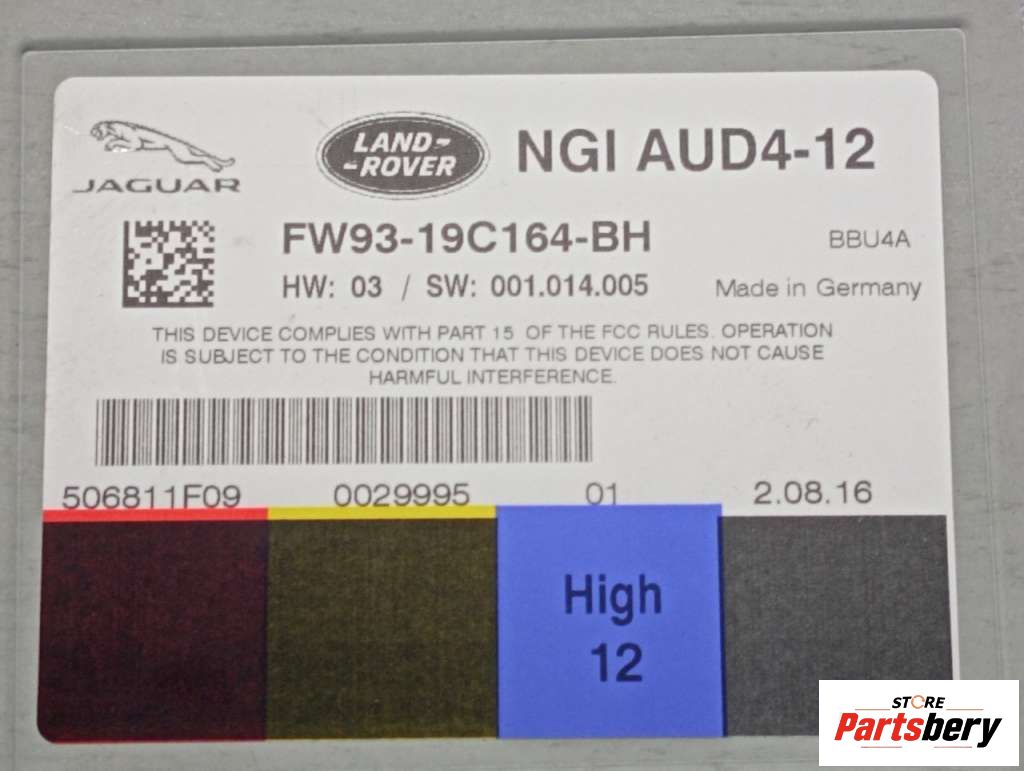 JAGUAR
LAND-
-ROVER
NGI AUD4-12
FW93-19C164-BH
BBU4A
HW: 03 / SW: 001.014.005
Made in Germany
THIS DEVICE COMPLIES WITH PART 15 OF THE FCC RULES. OPERATION
IS SUBJECT TO THE CONDITION THAT THIS DEVICE DOES NOT CAUSE
HARMFUL INTERFERENCE.
506811F09 0029995 01 2.08.16
High
12
STORE
Partsbery